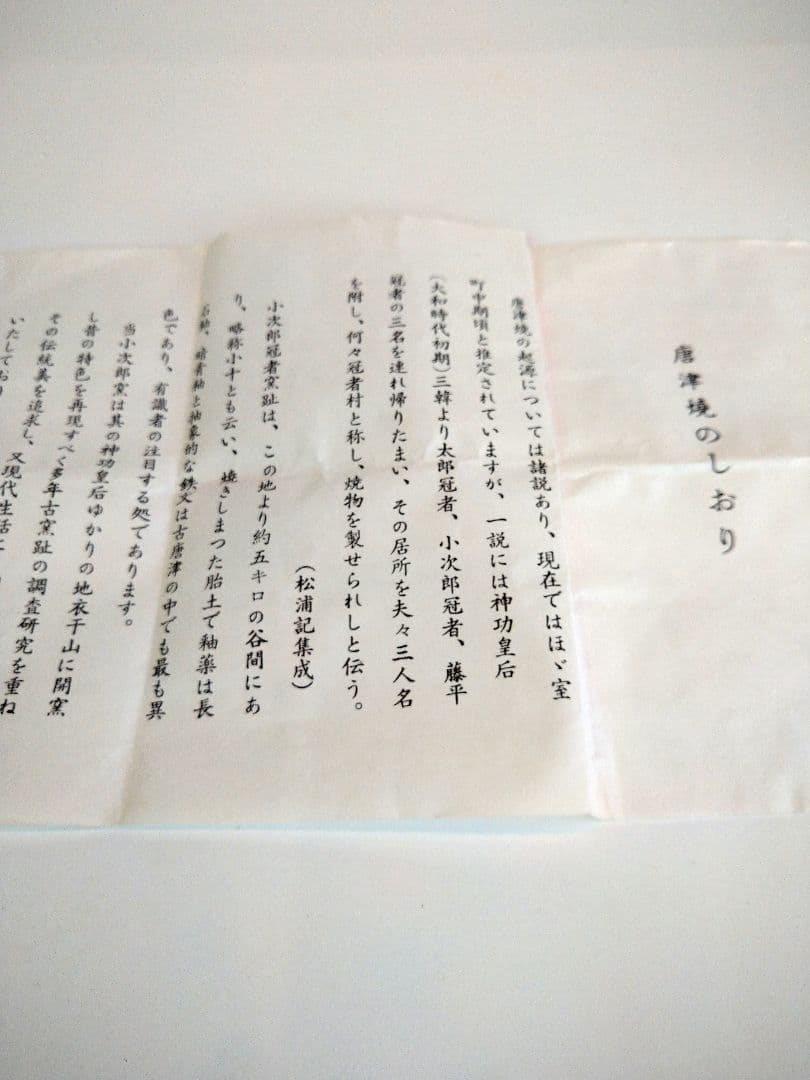 唐津焼のしおり
唐津焼の起源については諸説あり、現在ではほゞ室
町中期頃と推定されていますが、一説には神功皇后
(大和時代初期)三韓より太郎冠者、小次郎冠者、藤平
冠者の三名を連れ帰りたまい、その居所を夫々三人名
を附し、何々冠者村と称し、焼物を製せられしと伝う。
(松浦記集成)
小次郎冠者窯趾は、この地より約五キロの谷間にあ
り、略称小十とも云い、焼きしまつた胎土で釉薬は長
石釉、暗青釉と抽象的な鉄文は古唐津の中でも最も異
色であり、有識者の注目する処であります。
当小次郎窯は其の神功皇后ゆかりの地衣干山に開窯
し昔の特色を再現すべく多年古窯趾の調査研究を重ね
その伝統美を追求し、又現代生活に
いたしており